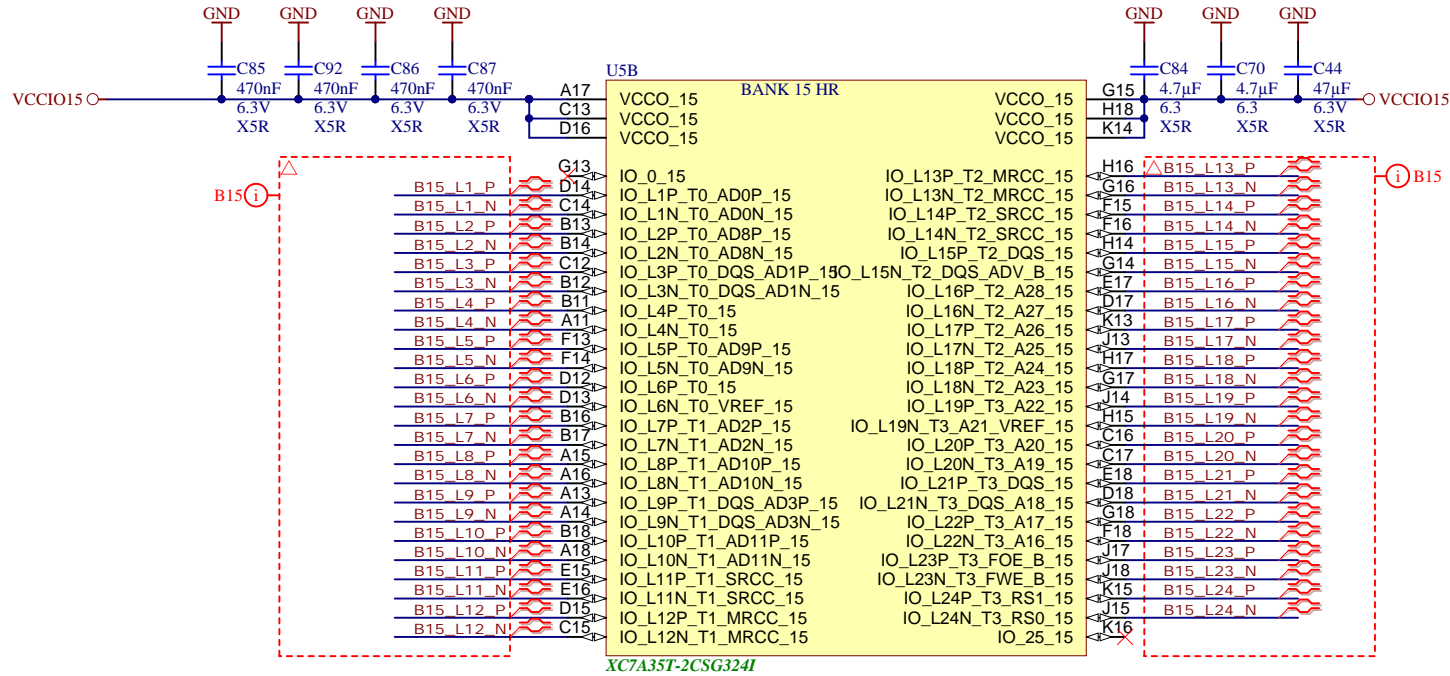 GND GND GND GND GND GND GND
C85 C92 C86 C87 U5B C84 C70 C44
470nF 470nF 470nF 470nF A17 BANK 15 HR G15 4.7µF 4.7µF 47µF
VCCIO15 6.3V 6.3V 6.3V 6.3V VCCO_15 VCCO_15 6.3 6.3 6.3V VCCIO15
X5R X5R X5R X5R C13 VCCO_15 VCCO_15 H18 X5R X5R X5R
D16 VCCO_15 VCCO_15 K14
G13 IO_0_15 IO_L13P_T2_MRCC_15 H16 B15_L13_P
B15 i B15_L1_P D14 IO_L1P_T0_AD0P_15 IO_L13N_T2_MRCC_15 G16 B15_L13_N i B15
B15_L1_N C14 IO_L1N_T0_AD0N_15 IO_L14P_T2_SRCC_15 F15 B15_L14_P
B15_L2_P B13 IO_L2P_T0_AD8P_15 IO_L14N_T2_SRCC_15 F16 B15_L14_N
B15_L2_N B14 IO_L2N_T0_AD8N_15 IO_L15P_T2_DQS_15 H14 B15_L15_P
B15_L3_P C12 IO_L3P_T0_DQS_AD1P_15 IO_L15N_T2_DQS_ADV_B_15 G14 B15_L15_N
B15_L3_N B12 IO_L3N_T0_DQS_AD1N_15 IO_L16P_T2_A28_15 E17 B15_L16_P
B15_L4_P B11 IO_L4P_T0_15 IO_L16N_T2_A27_15 D17 B15_L16_N
B15_L4_N A11 IO_L4N_T0_15 IO_L17P_T2_A26_15 K13 B15_L17_P
B15_L5_P F13 IO_L5P_T0_AD9P_15 IO_L17N_T2_A25_15 J13 B15_L17_N
B15_L5_N F14 IO_L5N_T0_AD9N_15 IO_L18P_T2_A24_15 H17 B15_L18_P
B15_L6_P D12 IO_L6P_T0_15 IO_L18N_T2_A23_15 G17 B15_L18_N
B15_L6_N D13 IO_L6N_T0_VREF_15 IO_L19P_T3_A22_15 J14 B15_L19_P
B15_L7_P B16 IO_L7P_T1_AD2P_15 IO_L19N_T3_A21_VREF_15 H15 B15_L19_N
B15_L7_N B17 IO_L7N_T1_AD2N_15 IO_L20P_T3_A20_15 C16 B15_L20_P
B15_L8_P A15 IO_L8P_T1_AD10P_15 IO_L20N_T3_A19_15 C17 B15_L20_N
B15_L8_N A16 IO_L8N_T1_AD10N_15 IO_L21P_T3_DQS_15 E18 B15_L21_P
B15_L9_P A13 IO_L9P_T1_DQS_AD3P_15 IO_L21N_T3_DQS_A18_15 D18 B15_L21_N
B15_L9_N A14 IO_L9N_T1_DQS_AD3N_15 IO_L22P_T3_A17_15 G18 B15_L22_P
B15_L10_P B18 IO_L10P_T1_AD11P_15 IO_L22N_T3_A16_15 F18 B15_L22_N
B15_L10_N A18 IO_L10N_T1_AD11N_15 IO_L23P_T3_FOE_B_15 J17 B15_L23_P
B15_L11_P E15 IO_L11P_T1_SRCC_15 IO_L23N_T3_FWE_B_15 J18 B15_L23_N
B15_L11_N E16 IO_L11N_T1_SRCC_15 IO_L24P_T3_RS1_15 K15 B15_L24_P
B15_L12_P D15 IO_L12P_T1_MRCC_15 IO_L24N_T3_RS0_15 J15 B15_L24_N
B15_L12_N C15 IO_L12N_T1_MRCC_15 IO_25_15 K16
XC7A35T-2CSG324I